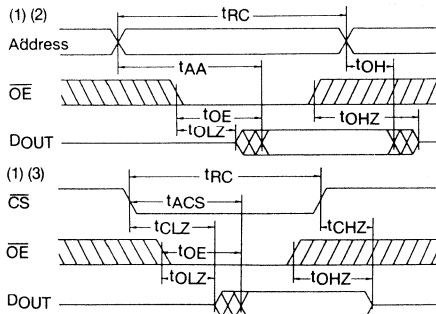 (1) (2)
tRC
Address
tAA
tOH
OE
tOE
tOHZ
tOLZ
DOUT
(1) (3)
tRC
CS
tACS
tCLZ
tCHZ
OE
tOE
tOLZ
tOHZ
DOUT